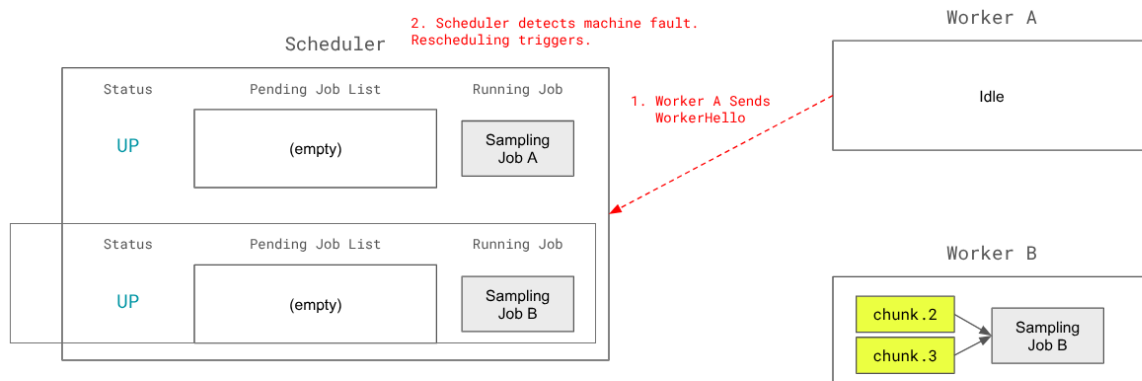 2. Scheduler detects machine fault.
Rescheduling triggers.
Scheduler
Worker A
Status
Pending Job List
Running Job
UP
(empty)
Sampling
Job A
1. Worker A Sends
WorkerHello
Idle
Status
Pending Job List
Running Job
UP
(empty)
Sampling
Job B
Worker B
chunk.2
chunk.3
Sampling
Job B